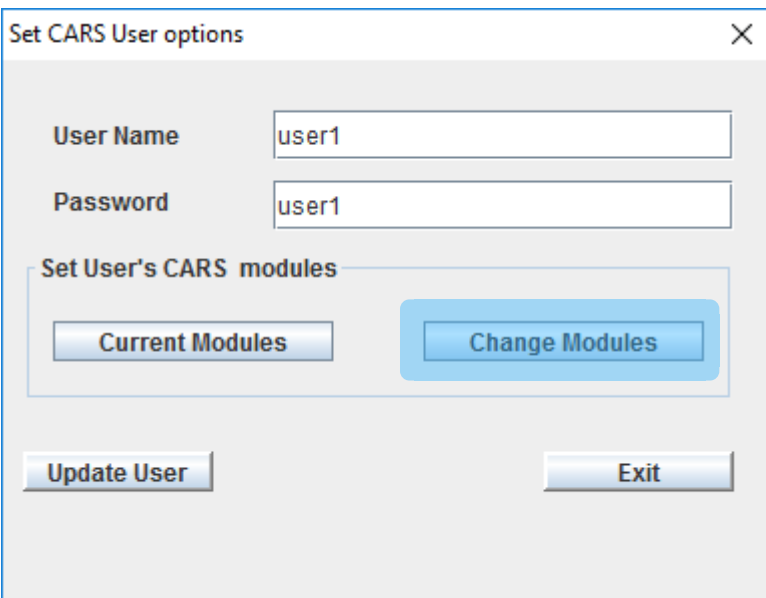 Set CARS User options
User Name user1
Password user1
Set User's CARS modules
Current Modules Change Modules
Update User Exit